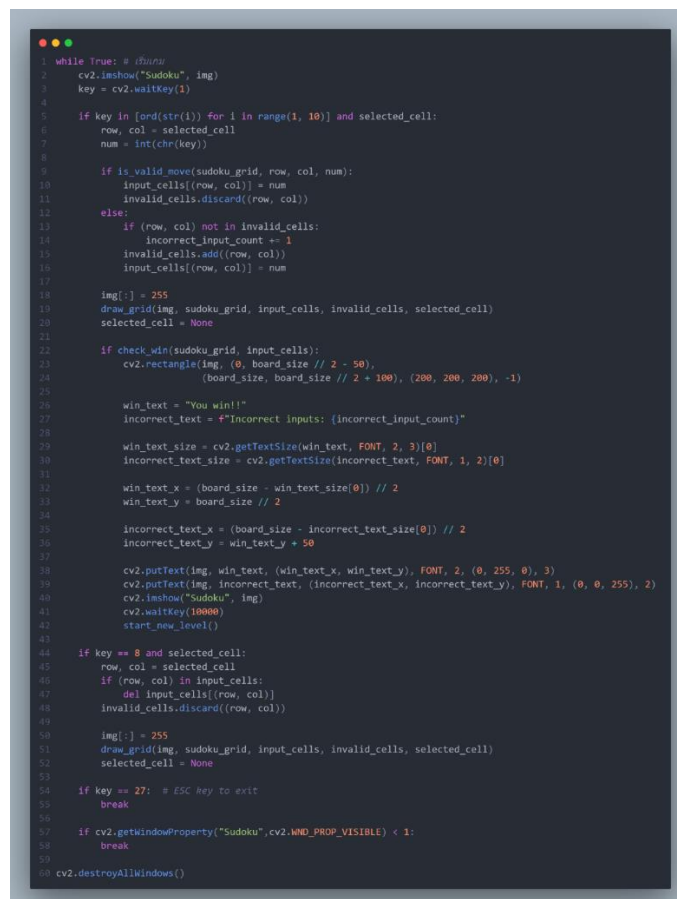 1 while True: # เริ่มเกม
2 cv2.imshow("Sudoku", img)
3 key = cv2.waitKey(1)
4
5 if key in [ord(str(i)) for i in range(1, 10)] and selected_cell:
6 row, col = selected_cell
7 num = int(chr(key))
8
9 if is_valid_move(sudoku_grid, row, col, num):
10 input_cells[(row, col)] = num
11 invalid_cells.discard((row, col))
12 else:
13 if (row, col) not in invalid_cells:
14 incorrect_input_count += 1
15 invalid_cells.add((row, col))
16 input_cells[(row, col)] = num
17
18 img[:] = 255
19 draw_grid(img, sudoku_grid, input_cells, invalid_cells, selected_cell)
20 selected_cell = None
21
22 if check_win(sudoku_grid, input_cells):
23 cv2.rectangle(img, (0, board_size // 2 - 50),
24 (board_size, board_size // 2 + 100), (200, 200, 200), -1)
25
26 win_text = "You win!!"
27 incorrect_text = f"Incorrect inputs: {incorrect_input_count}"
28
29 win_text_size = cv2.getTextSize(win_text, FONT, 2, 3)[0]
30 incorrect_text_size = cv2.getTextSize(incorrect_text, FONT, 1, 2)[0]
31
32 win_text_x = (board_size - win_text_size[0]) // 2
33 win_text_y = board_size // 2
34
35 incorrect_text_x = (board_size - incorrect_text_size[0]) // 2
36 incorrect_text_y = win_text_y + 50
37
38 cv2.putText(img, win_text, (win_text_x, win_text_y), FONT, 2, (0, 255, 0), 3)
39 cv2.putText(img, incorrect_text, (incorrect_text_x, incorrect_text_y), FONT, 1, (0, 0, 255), 2)
40 cv2.imshow("Sudoku", img)
41 cv2.waitKey(10000)
42 start_new_level()
43
44 if key == 8 and selected_cell:
45 row, col = selected_cell
46 if (row, col) in input_cells:
47 del input_cells[(row, col)]
48 invalid_cells.discard((row, col))
49
50 img[:] = 255
51 draw_grid(img, sudoku_grid, input_cells, invalid_cells, selected_cell)
52 selected_cell = None
53
54 if key == 27: # ESC key to exit
55 break
56
57 if cv2.getWindowProperty("Sudoku",cv2.WND_PROP_VISIBLE) < 1:
58 break
59
60 cv2.destroyAllWindows()